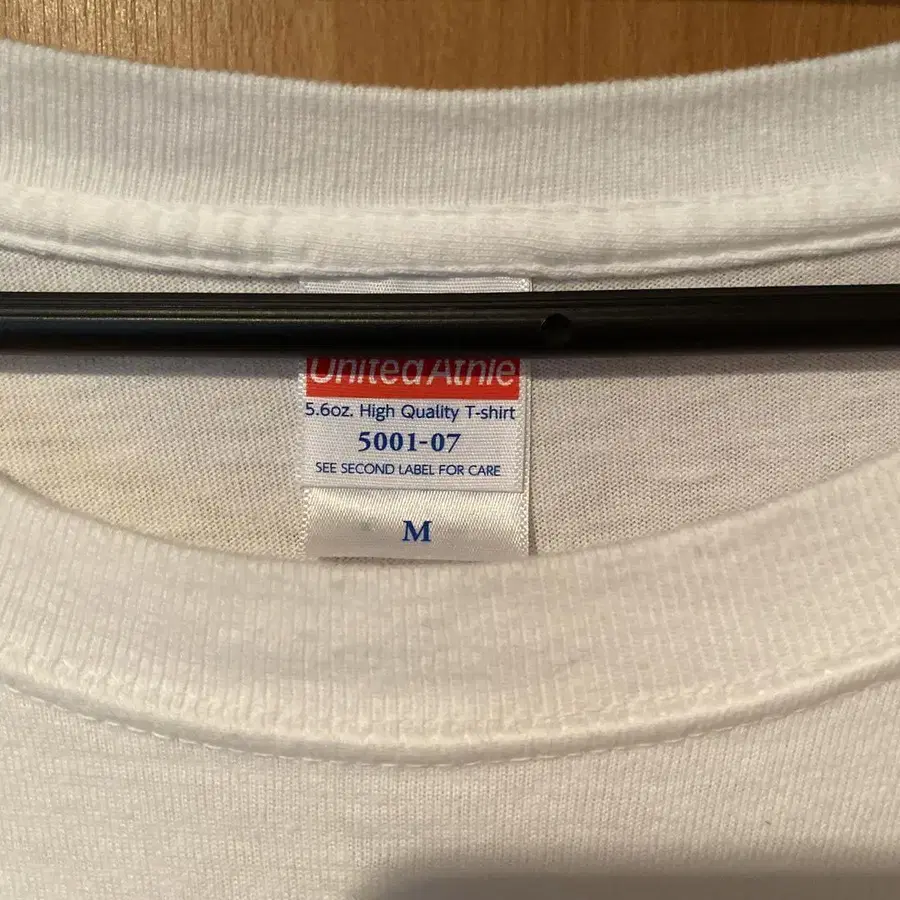 United Athle
5.6oz. High Quality T-shirt
5001-07
SEE SECOND LABEL FOR CARE
M